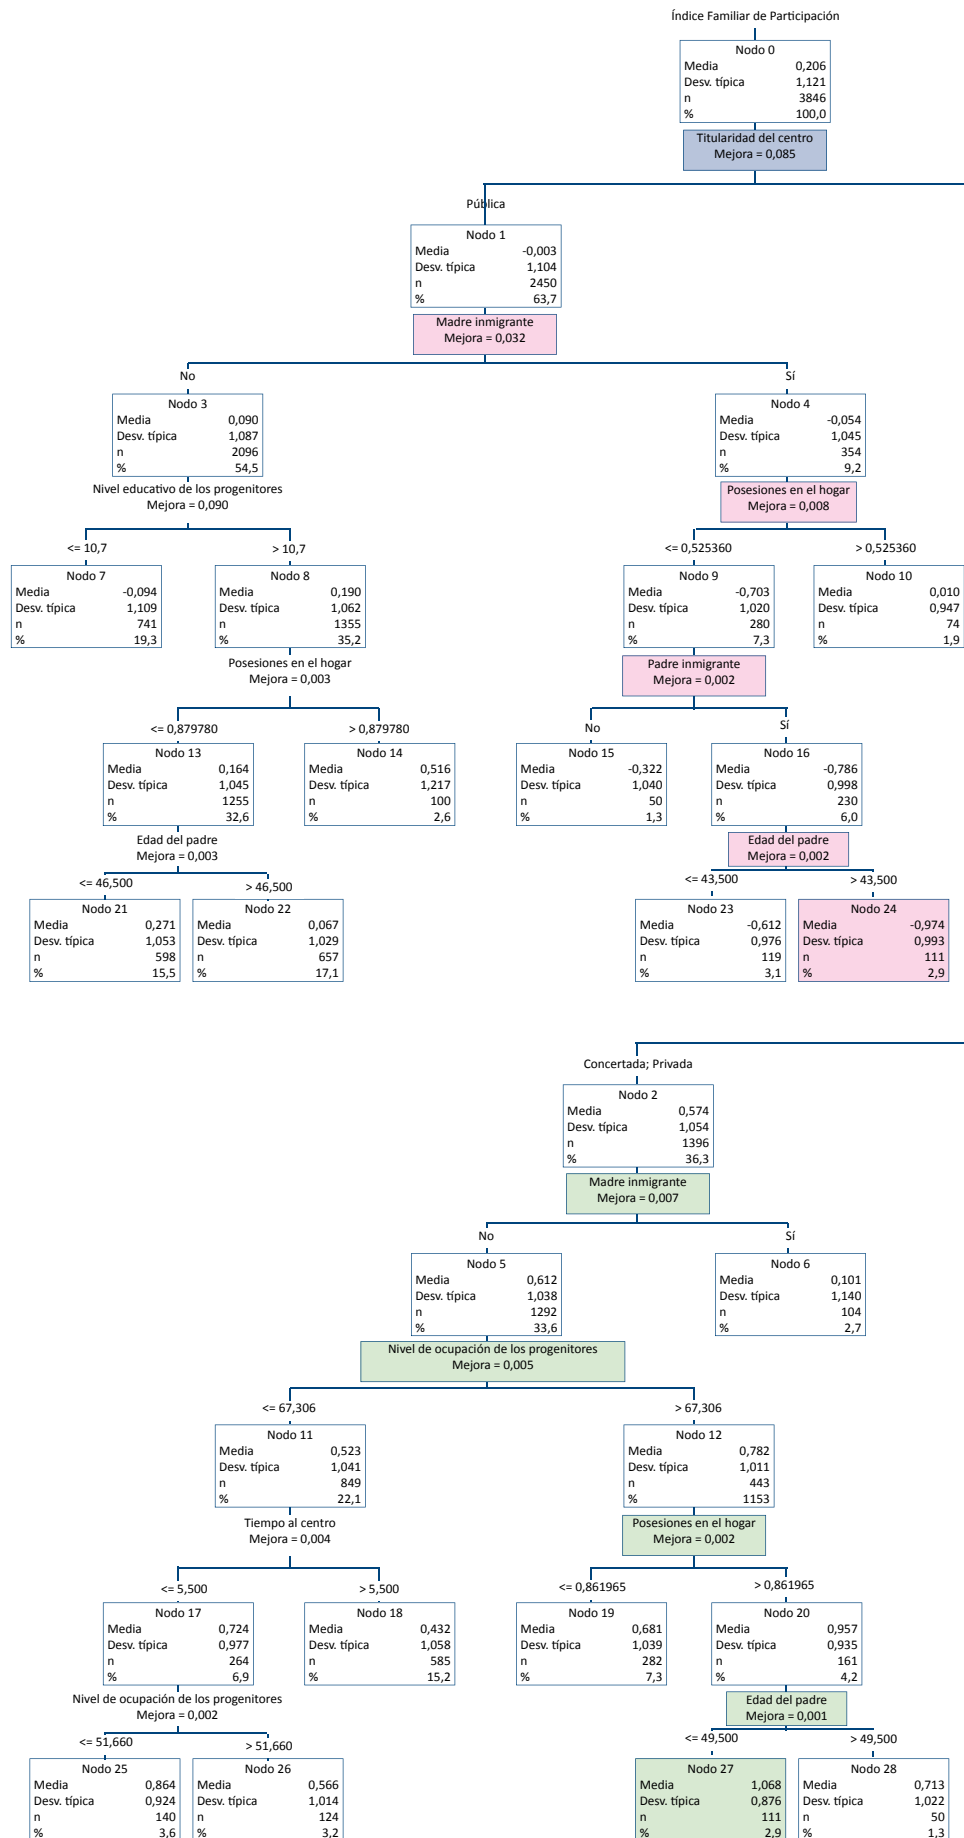 Índice Familiar de Participación
Nodo 0
Media 0,206
Desv. típica 1,121
n 3846
% 100,0
Titularidad del centro
Mejora = 0,085
Pública
Nodo 1
Media -0,003
Desv. típica 1,104
n 2450
% 63,7
Madre inmigrante
Mejora = 0,032
No
Sí
Nodo 3
Media 0,090
Desv. típica 1,087
n 2096
% 54,5
Nodo 4
Media -0,054
Desv. típica 1,045
n 354
% 9,2
Nivel educativo de los progenitores
Mejora = 0,090
Posesiones en el hogar
Mejora = 0,008
<= 10,7
> 10,7
<= 0,525360
> 0,525360
Nodo 7
Media -0,094
Desv. típica 1,109
n 741
% 19,3
Nodo 8
Media 0,190
Desv. típica 1,062
n 1355
% 35,2
Nodo 9
Media -0,703
Desv. típica 1,020
n 280
% 7,3
Nodo 10
Media 0,010
Desv. típica 0,947
n 74
% 1,9
Posesiones en el hogar
Mejora = 0,003
Padre inmigrante
Mejora = 0,002
<= 0,879780
> 0,879780
No
Sí
Nodo 13
Media 0,164
Desv. típica 1,045
n 1255
% 32,6
Nodo 14
Media 0,516
Desv. típica 1,217
n 100
% 2,6
Nodo 15
Media -0,322
Desv. típica 1,040
n 50
% 1,3
Nodo 16
Media -0,786
Desv. típica 0,998
n 230
% 6,0
Edad del padre
Mejora = 0,003
Edad del padre
Mejora = 0,002
<= 46,500
> 46,500
<= 43,500
> 43,500
Nodo 21
Media 0,271
Desv. típica 1,053
n 598
% 15,5
Nodo 22
Media 0,067
Desv. típica 1,029
n 657
% 17,1
Nodo 23
Media -0,612
Desv. típica 0,976
n 119
% 3,1
Nodo 24
Media -0,974
Desv. típica 0,993
n 111
% 2,9
Concertada; Privada
Nodo 2
Media 0,574
Desv. típica 1,054
n 1396
% 36,3
Madre inmigrante
Mejora = 0,007
No
Sí
Nodo 5
Media 0,612
Desv. típica 1,038
n 1292
% 33,6
Nodo 6
Media 0,101
Desv. típica 1,140
n 104
% 2,7
Nivel de ocupación de los progenitores
Mejora = 0,005
<= 67,306
> 67,306
Nodo 11
Media 0,523
Desv. típica 1,041
n 849
% 22,1
Nodo 12
Media 0,782
Desv. típica 1,011
n 443
% 1153
Tiempo al centro
Mejora = 0,004
Posesiones en el hogar
Mejora = 0,002
<= 5,500
> 5,500
<= 0,861965
> 0,861965
Nodo 17
Media 0,724
Desv. típica 0,977
n 264
% 6,9
Nodo 18
Media 0,432
Desv. típica 1,058
n 585
% 15,2
Nodo 19
Media 0,681
Desv. típica 1,039
n 282
% 7,3
Nodo 20
Media 0,957
Desv. típica 0,935
n 161
% 4,2
Nivel de ocupación de los progenitores
Mejora = 0,002
Edad del padre
Mejora = 0,001
<= 51,660
> 51,660
<= 49,500
> 49,500
Nodo 25
Media 0,864
Desv. típica 0,924
n 140
% 3,6
Nodo 26
Media 0,566
Desv. típica 1,014
n 124
% 3,2
Nodo 27
Media 1,068
Desv. típica 0,876
n 111
% 2,9
Nodo 28
Media 0,713
Desv. típica 1,022
n 50
% 1,3